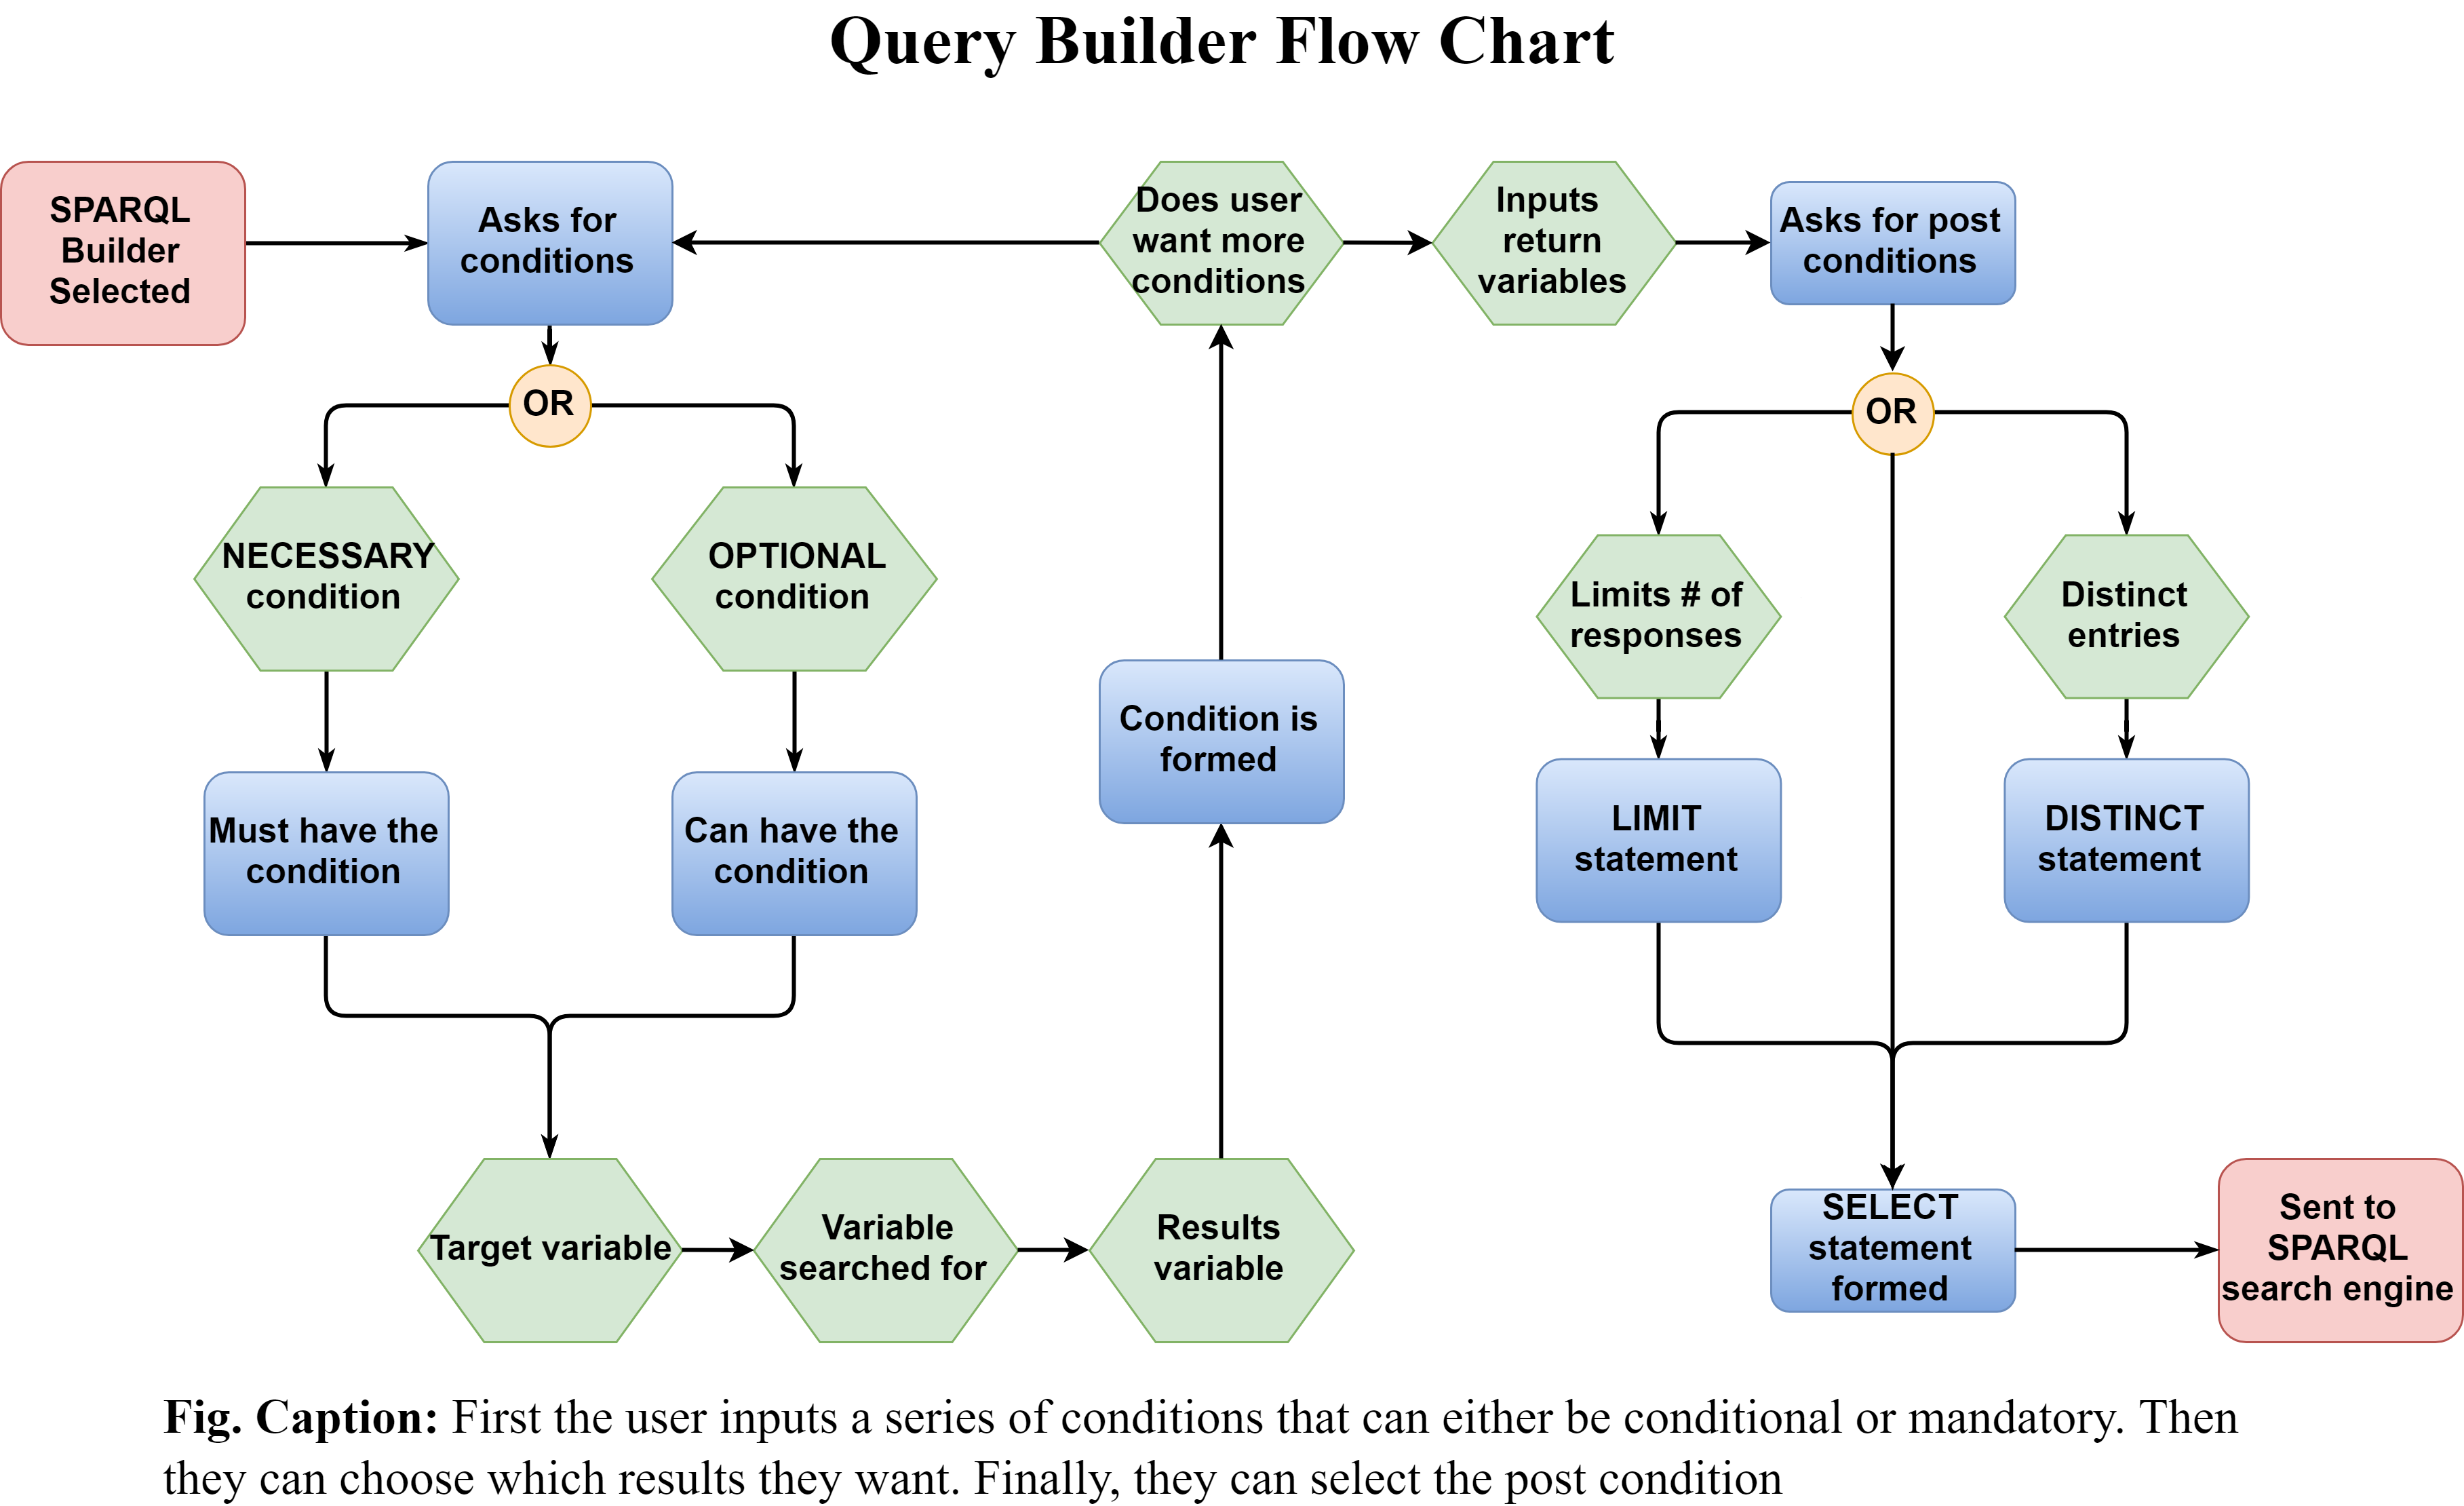 Query Builder Flow Chart
SPARQL
Builder
Selected
Asks for
conditions
Does user
want more
conditions
Inputs
return
variables
Asks for post
conditions
OR
OR
NECESSARY
condition
OPTIONAL
condition
Limits # of
responses
Distinct
entries
Must have the
condition
Can have the
condition
Condition is
formed
LIMIT
statement
DISTINCT
statement
Target variable
Variable
searched for
Results
variable
SELECT
statement
formed
Sent to
SPARQL
search engine
Fig. Caption: First the user inputs a series of conditions that can either be conditional or mandatory. Then
they can choose which results they want. Finally, they can select the post condition